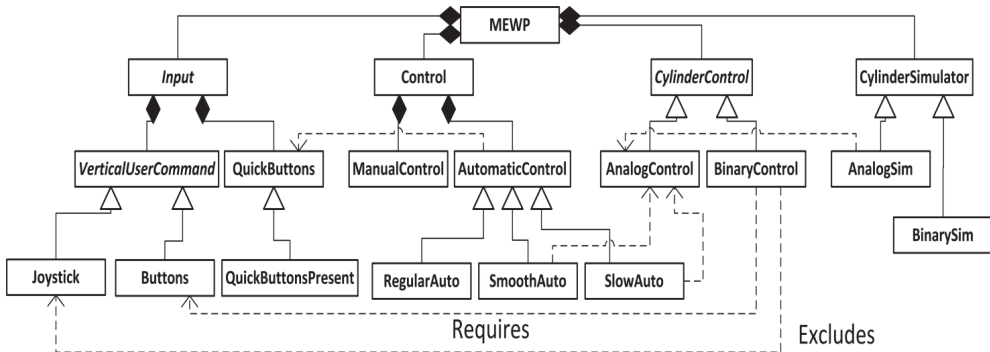 MEWP
Input
Control
CylinderControl
CylinderSimulator
VerticalUserCommand
QuickButtons
ManualControl
AutomaticControl
AnalogControl
BinaryControl
AnalogSim
BinarySim
Joystick
Buttons
QuickButtonsPresent
RegularAuto
SmoothAuto
SlowAuto
Requires
Excludes